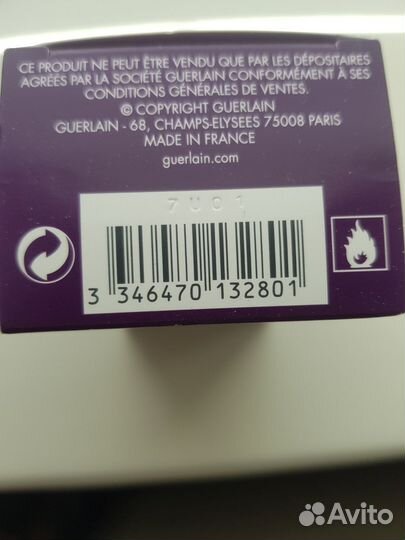 CE PRODUIT NE PEUT ÊTRE VENDU QUE PAR LES DÉPOSITAIRES
AGRÉÉS PAR LA SOCIÉTÉ GUERLAIN CONFORMÉMENT À SES
CONDITIONS GÉNÉRALES DE VENTES.
© COPYRIGHT GUERLAIN
GUERLAIN - 68, CHAMPS-ELYSEES 75008 PARIS
MADE IN FRANCE
guerlain.com
7U01
3 346470 132801
Avito